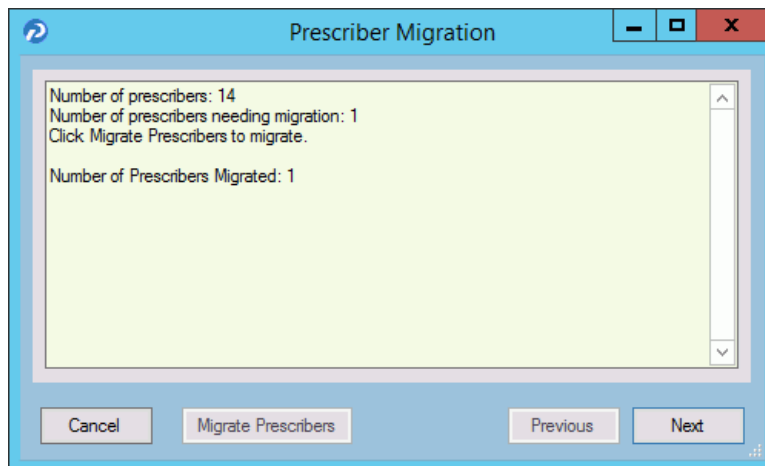 Prescriber Migration
Number of prescribers: 14
Number of prescribers needing migration: 1
Click Migrate Prescribers to migrate.
Number of Prescribers Migrated: 1
Cancel
Migrate Prescribers
Previous
Next